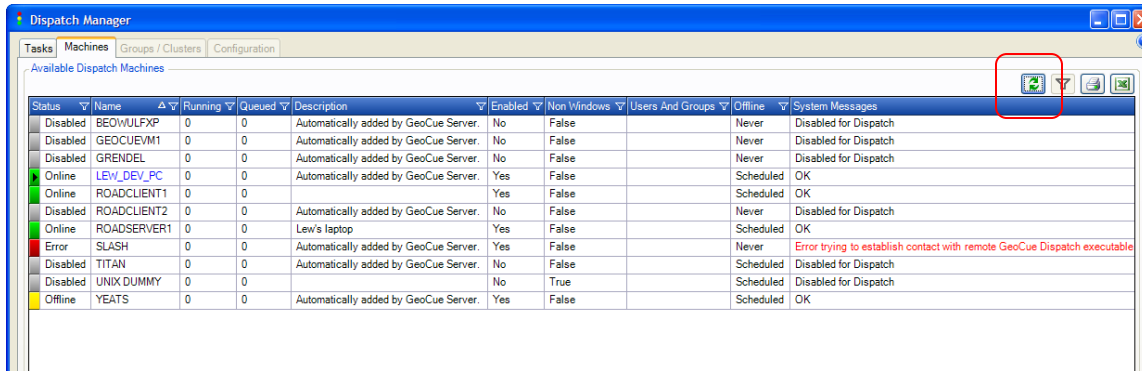 Dispatch Manager
Tasks Machines Groups / Clusters Configuration
Available Dispatch Machines
Status Name Running Queued Description Enabled Non Windows Users And Groups Offline System Messages
Disabled BEOWULFXP 0 0 Automatically added by GeoCue Server. No False Never Disabled for Dispatch
Disabled GEOCUEVM1 0 0 Automatically added by GeoCue Server. No False Never Disabled for Dispatch
Disabled GRENDEL 0 0 Automatically added by GeoCue Server. No False Never Disabled for Dispatch
Online LEW_DEV_PC 0 0 Automatically added by GeoCue Server. Yes False Scheduled OK
Online ROADCLIENT1 0 0 Yes False Scheduled OK
Disabled ROADCLIENT2 0 0 Automatically added by GeoCue Server. No False Never Disabled for Dispatch
Online ROADSERVER1 0 0 Lew's laptop Yes False Scheduled OK
Error SLASH 0 0 Automatically added by GeoCue Server. Yes False Never Error trying to establish contact with remote GeoCue Dispatch executable
Disabled TITAN 0 0 Automatically added by GeoCue Server. No False Scheduled Disabled for Dispatch
Disabled UNIX DUMMY 0 0 No True Scheduled Disabled for Dispatch
Offline YEATS 0 0 Automatically added by GeoCue Server. Yes False Scheduled OK